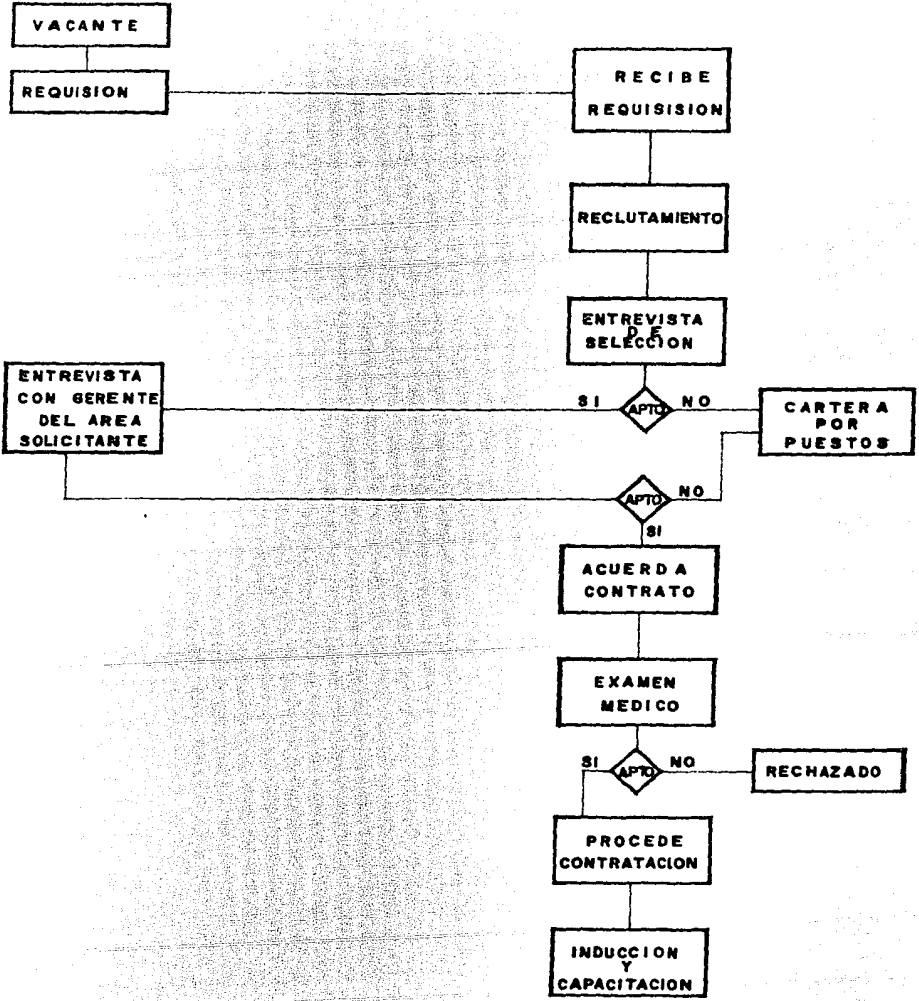 VACANTE
REQUISION
RECIBE
REQUISISION
RECLUTAMIENTO
ENTREVISTA
DE
SELECCION
ENTREVISTA
CON GERENTE
DEL AREA
SOLICITANTE
SI
APTO
NO
CARTERA
POR
PUESTOS
APTO
NO
SI
ACUERDA
CONTRATO
EXAMEN
MEDICO
SI
APTO
NO
RECHAZADO
PROCEDE
CONTRATACION
INDUCCION
Y
CAPACITACION